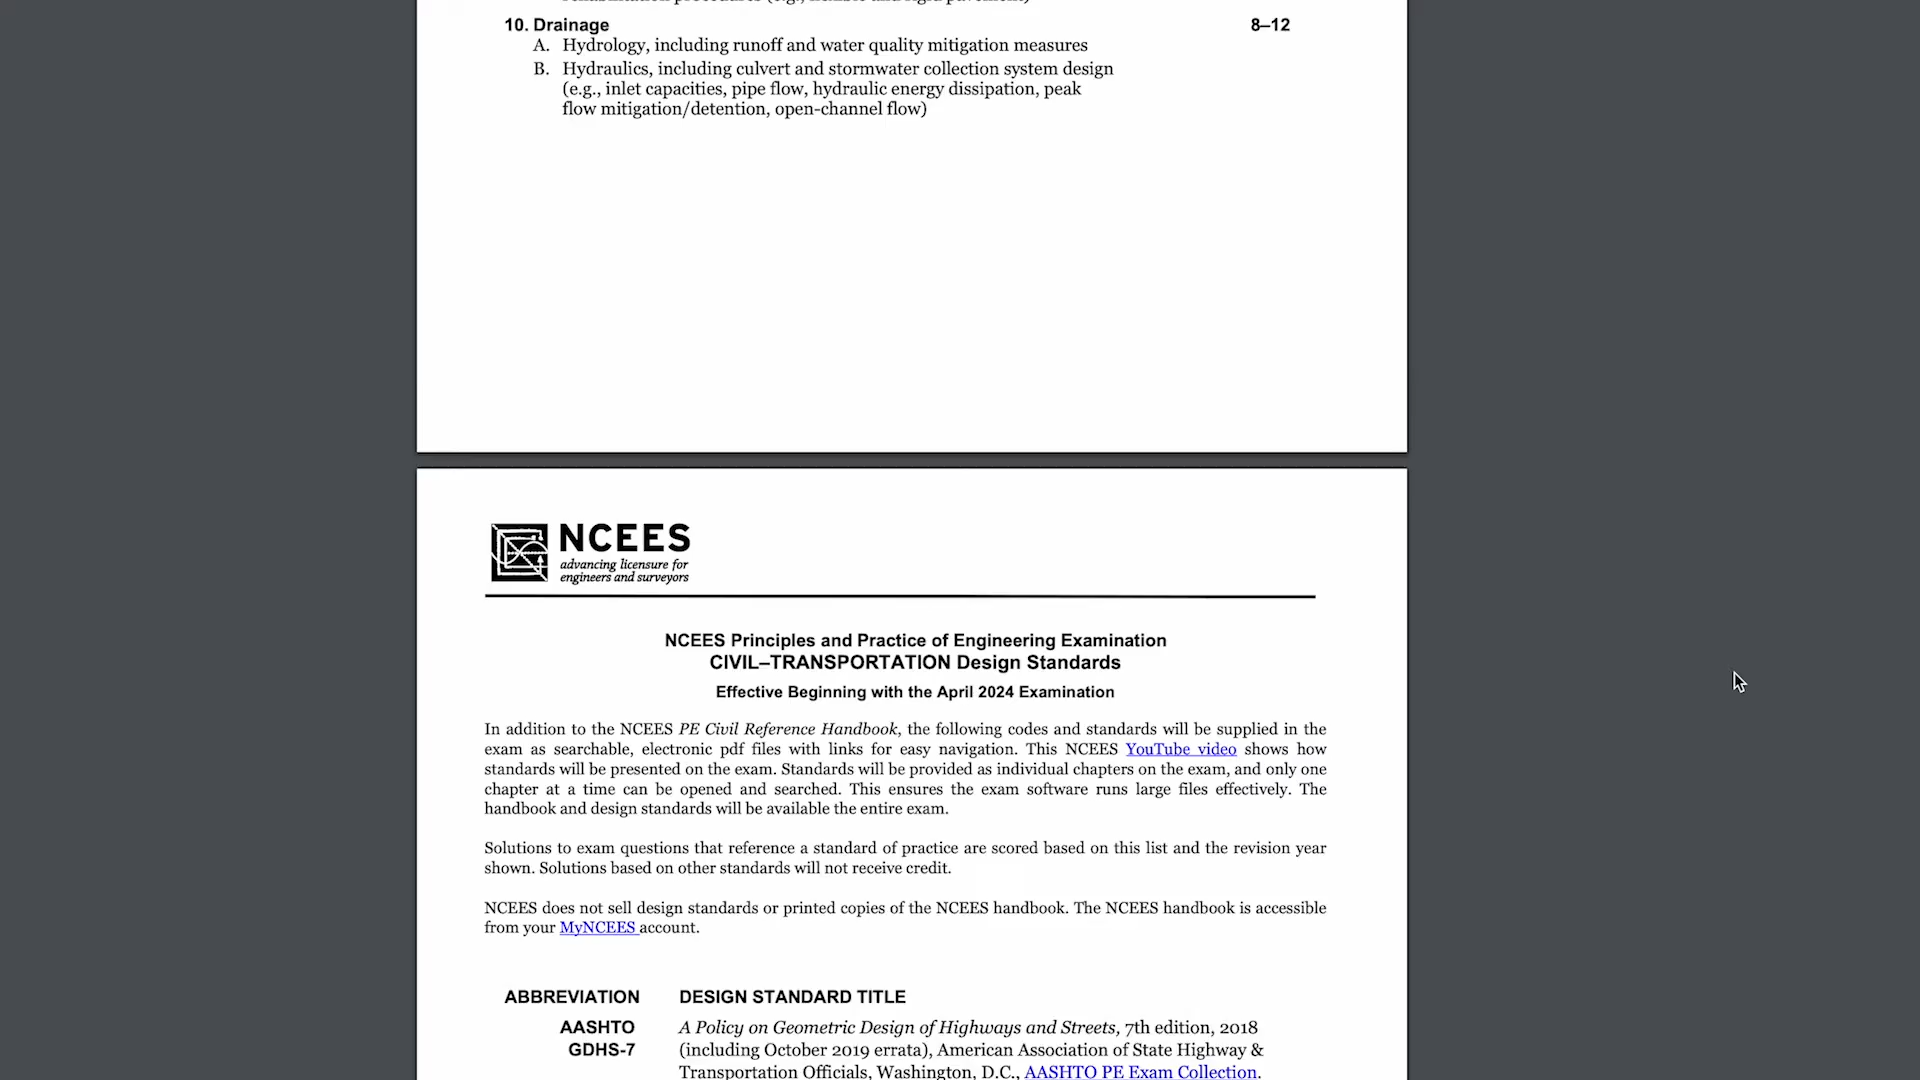 10. Drainage 8–12
A. Hydrology, including runoff and water quality mitigation measures
B. Hydraulics, including culvert and stormwater collection system design
(e.g., inlet capacities, pipe flow, hydraulic energy dissipation, peak
flow mitigation/detention, open-channel flow)
NCEES
advancing licensure for
engineers and surveyors
NCEES Principles and Practice of Engineering Examination
CIVIL–TRANSPORTATION Design Standards
Effective Beginning with the April 2024 Examination
In addition to the NCEES PE Civil Reference Handbook, the following codes and standards will be supplied in the
exam as searchable, electronic pdf files with links for easy navigation. This NCEES YouTube video shows how
standards will be presented on the exam. Standards will be provided as individual chapters on the exam, and only one
chapter at a time can be opened and searched. This ensures the exam software runs large files effectively. The
handbook and design standards will be available the entire exam.
Solutions to exam questions that reference a standard of practice are scored based on this list and the revision year
shown. Solutions based on other standards will not receive credit.
NCEES does not sell design standards or printed copies of the NCEES handbook. The NCEES handbook is accessible
from your MyNCEES account.
ABBREVIATION DESIGN STANDARD TITLE
AASHTO A Policy on Geometric Design of Highways and Streets, 7th edition, 2018
GDHS-7 (including October 2019 errata), American Association of State Highway &
Transportation Officials, Washington, D.C., AASHTO PE Exam Collection.